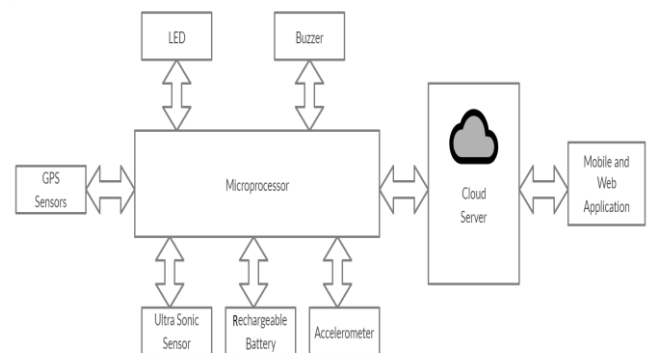 LED
Buzzer
GPS
Sensors
Microprocessor
Cloud
Server
Mobile and
Web
Application
Ultra Sonic
Sensor
Rechargeable
Battery
Accelerometer